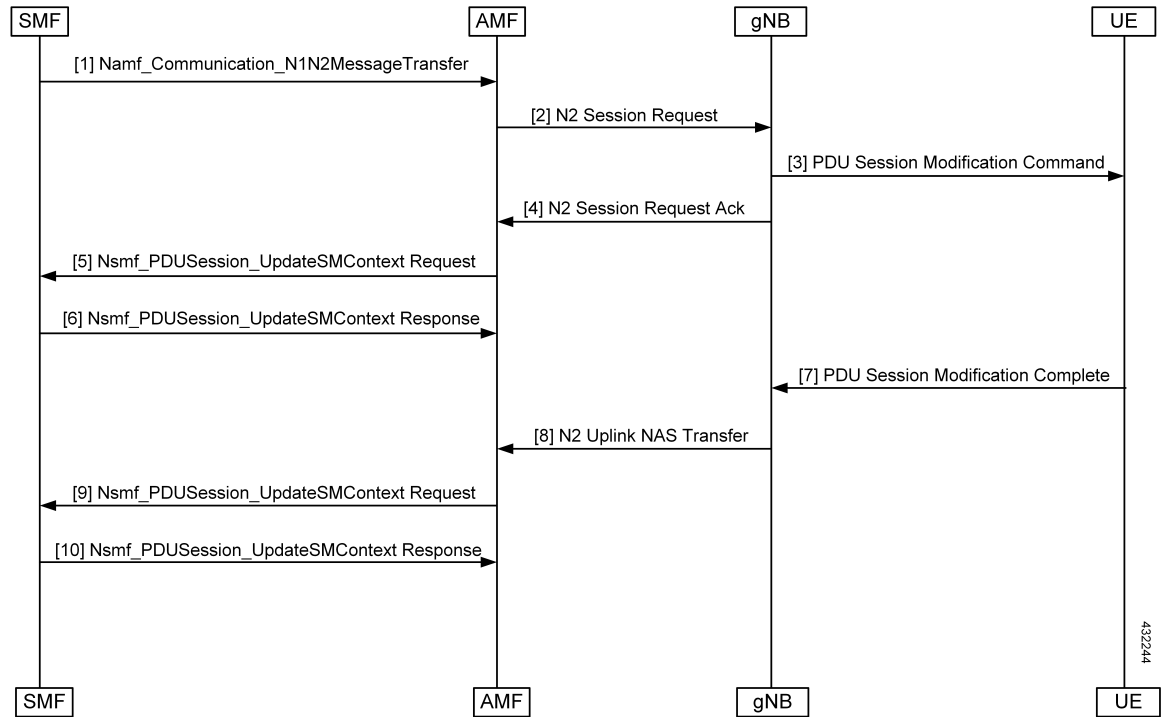 SMF
AMF
gNB
UE
[1] Namf_Communication_N1N2MessageTransfer
[2] N2 Session Request
[3] PDU Session Modification Command
[4] N2 Session Request Ack
[5] Nsmf_PDUSession_UpdateSMContext Request
[6] Nsmf_PDUSession_UpdateSMContext Response
[7] PDU Session Modification Complete
[8] N2 Uplink NAS Transfer
[9] Nsmf_PDUSession_UpdateSMContext Request
[10] Nsmf_PDUSession_UpdateSMContext Response
432244
SMF
AMF
gNB
UE